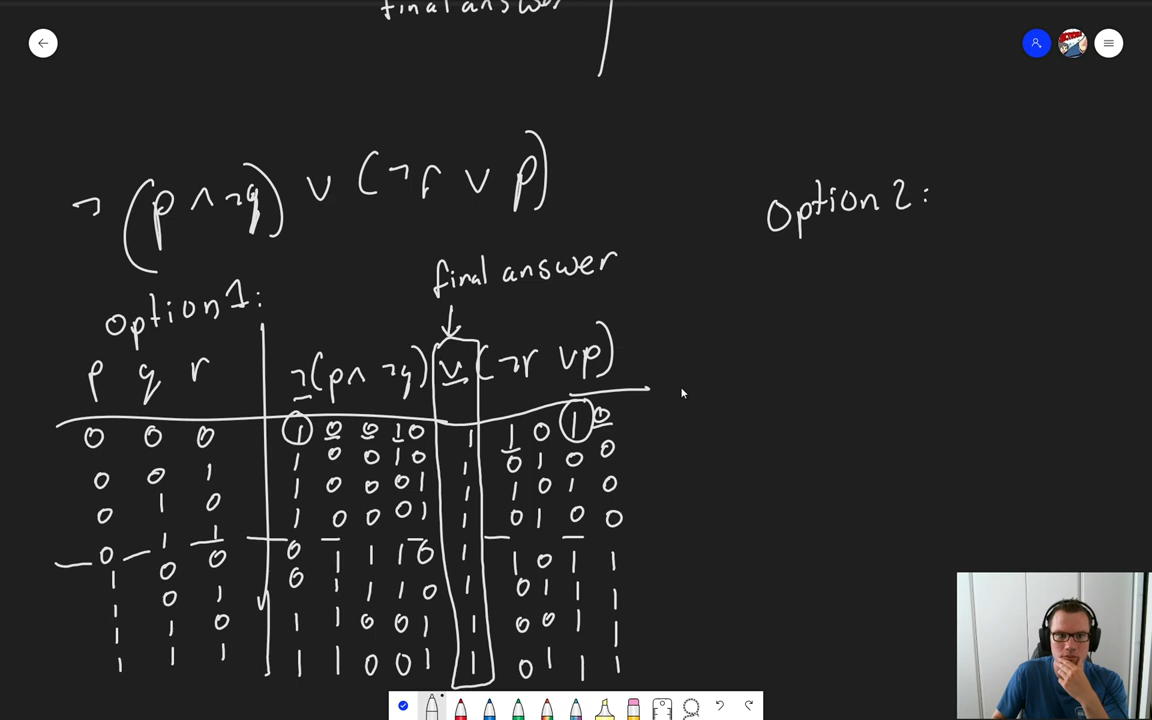 final answer
¬(p ∧ ¬q) ∨ (¬r ∨ p)
Option 2:
final answer
Option 1:
p q r ¬(p ∧ ¬q) ∨ (¬r ∨ p)
0 0 0 1 0 0 1 0 1 1 0 1 0
0 0 1 1 0 0 1 0 1 0 1 0 0
0 1 0 1 0 0 0 1 1 1 0 1 0
0 1 1 1 0 0 0 1 1 0 1 0 0
1 0 0 0 1 1 1 0 1 1 0 1 1
1 0 1 0 1 1 1 0 1 0 1 1 1
1 1 0 1 1 0 0 1 1 0 0 1 1
1 1 1 1 1 0 0 1 1 0 1 1 1